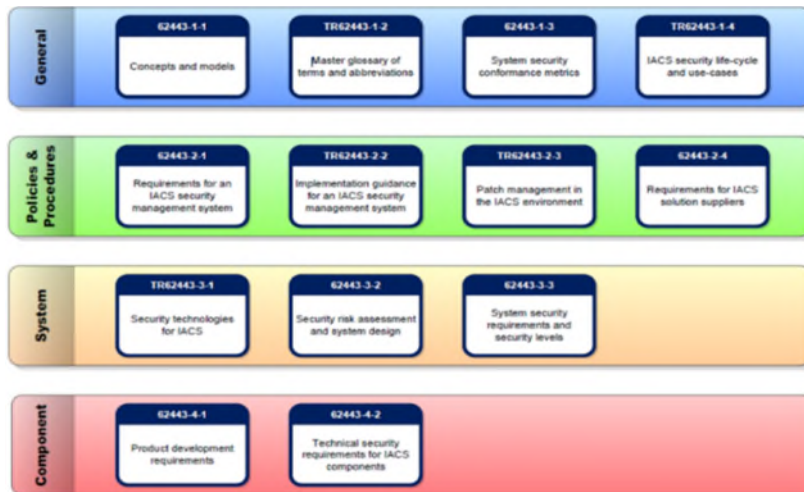 General
62443-1-1
Concepts and models
TR62443-1-2
Master glossary of
terms and abbreviations
62443-1-3
System security
conformance metrics
TR62443-1-4
IACS security life-cycle
and use-cases
Policies &
Procedures
62443-2-1
Requirements for an
IACS security
management system
TR62443-2-2
Implementation guidance
for an IACS security
management system
TR62443-2-3
Patch management in
the IACS environment
62443-2-4
Requirements for IACS
solution suppliers
System
TR62443-3-1
Security technologies
for IACS
62443-3-2
Security risk assessment
and system design
62443-3-3
System security
requirements and
security levels
Component
62443-4-1
Product development
requirements
62443-4-2
Technical security
requirements for IACS
components